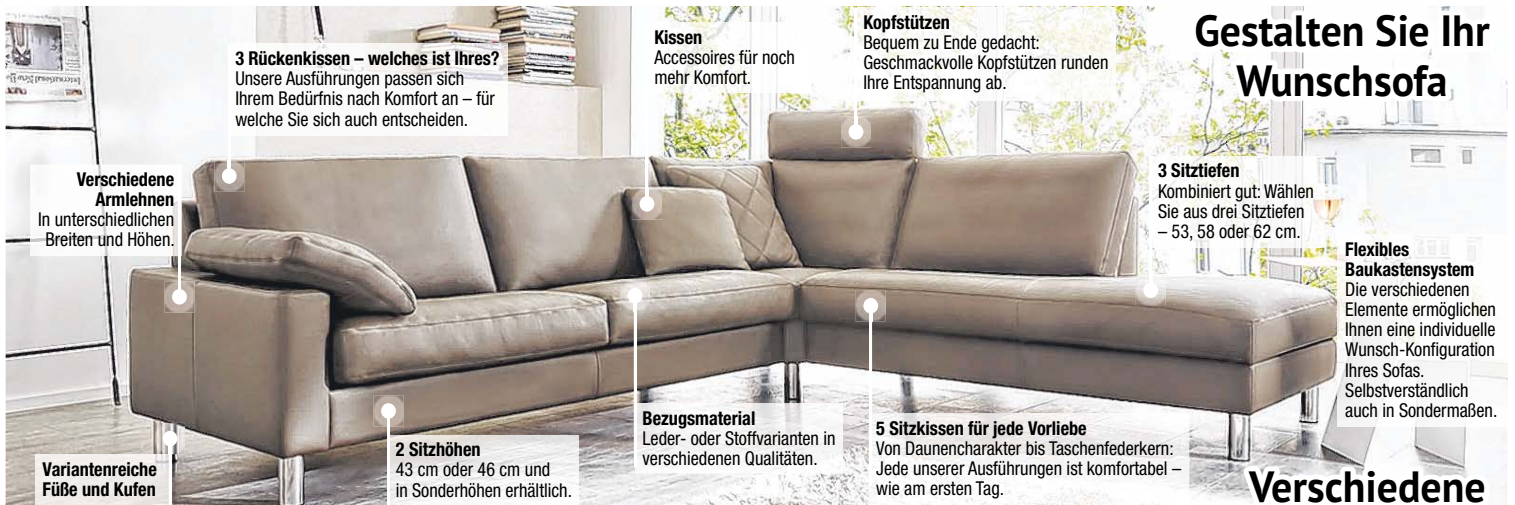 Gestalten Sie Ihr
Wunschsofa
3 Rückenkissen – welches ist Ihres?
Unsere Ausführungen passen sich
Ihrem Bedürfnis nach Komfort an – für
welche Sie sich auch entscheiden.
Kissen
Accessoires für noch
mehr Komfort.
Kopfstützen
Bequem zu Ende gedacht:
Geschmackvolle Kopfstützen runden
Ihre Entspannung ab.
Verschiedene
Armlehnen
In unterschiedlichen
Breiten und Höhen.
3 Sitztiefen
Kombiniert gut: Wählen
Sie aus drei Sitztiefen
– 53, 58 oder 62 cm.
Flexibles
Baukastensystem
Die verschiedenen
Elemente ermöglichen
Ihnen eine individuelle
Wunsch-Konfiguration
Ihres Sofas.
Selbstverständlich
auch in Sondermaßen.
Variantenreiche
Füße und Kufen
2 Sitzhöhen
43 cm oder 46 cm und
in Sonderhöhen erhältlich.
Bezugsmaterial
Leder- oder Stoffvarianten in
verschiedenen Qualitäten.
5 Sitzkissen für jede Vorliebe
Von Daunencharakter bis Taschenfederkern:
Jede unserer Ausführungen ist komfortabel –
wie am ersten Tag.
Verschiedene